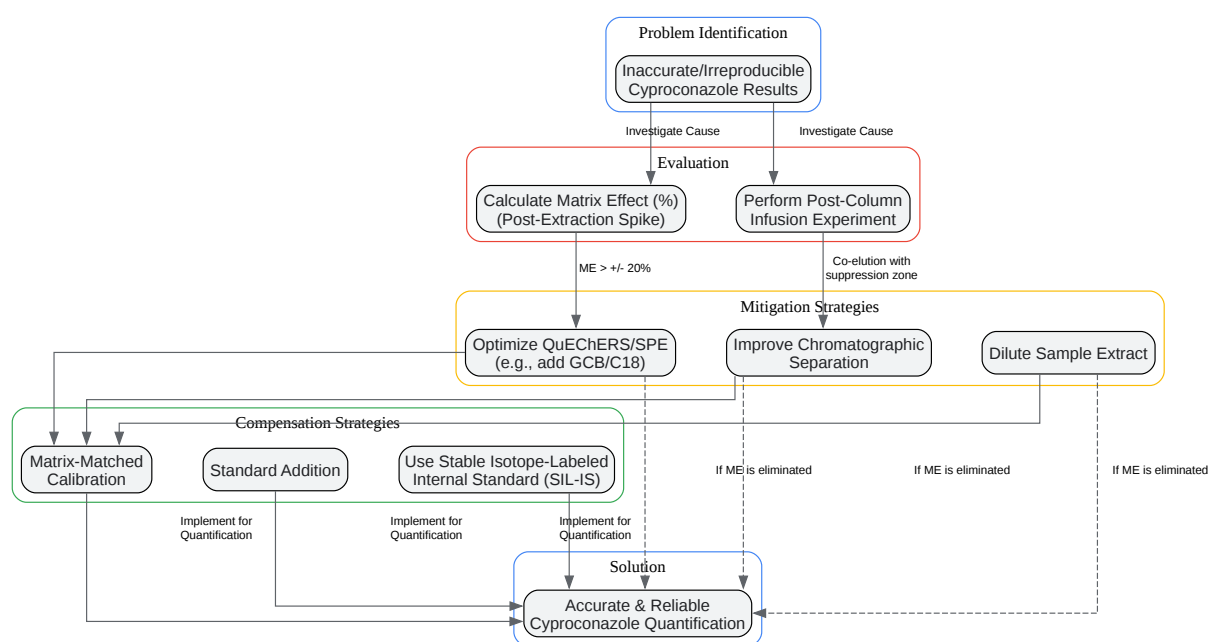 Problem Identification
Inaccurate/Irreproducible
Cyproconazole Results
Investigate Cause
Investigate Cause
Evaluation
Calculate Matrix Effect (%)
(Post-Extraction Spike)
Perform Post-Column
Infusion Experiment
ME > +/- 20%
Co-elution with
suppression zone
Mitigation Strategies
Optimize QuEChERS/SPE
(e.g., add GCB/C18)
Improve Chromatographic
Separation
Dilute Sample Extract
Compensation Strategies
Matrix-Matched
Calibration
Standard Addition
Use Stable Isotope-Labeled
Internal Standard (SIL-IS)
If ME is eliminated
If ME is eliminated
If ME is eliminated
Implement for
Quantification
Implement for
Quantification
Implement for
Quantification
Solution
Accurate & Reliable
Cyproconazole Quantification